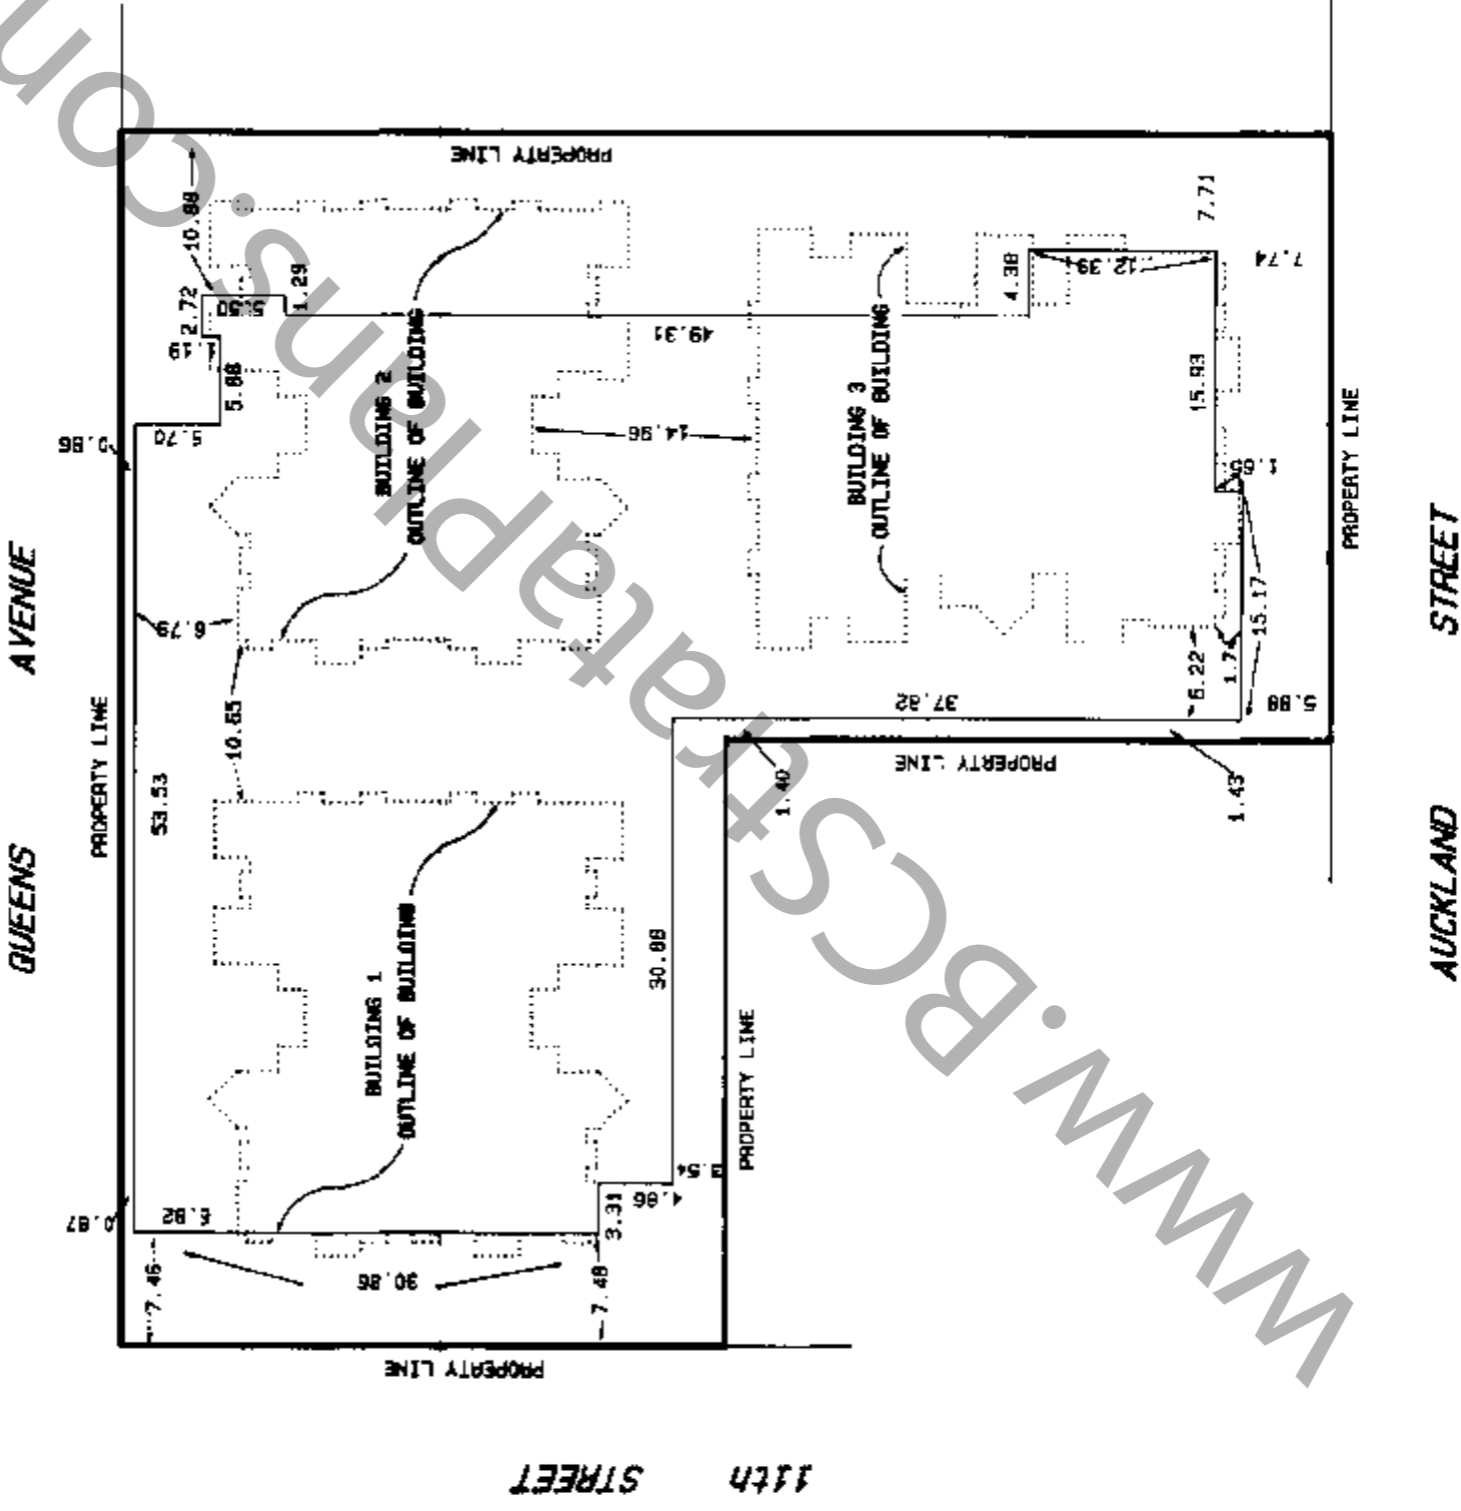 PROPERTY LINE
10.88
7.71
7.74
1.29
2.72
5.50
1.19
5.88
4.38
12.39
49.31
BUILDING 2
OUTLINE OF BUILDING
BUILDING 3
OUTLINE OF BUILDING
15.93
PROPERTY LINE
0.86
5.70
14.96
1.65
AVENUE
STREET
6.79
15.17
6.22
1.74
5.88
37.82
10.65
PROPERTY LINE
PROPERTY LINE
53.53
1.40
1.43
QUEENS
AUCKLAND
30.88
BUILDING 1
OUTLINE OF BUILDING
PROPERTY LINE
3.54
4.86
3.31
0.87
6.82
7.46
30.86
7.48
PROPERTY LINE
11th STREET
www.BCStrataplans.co